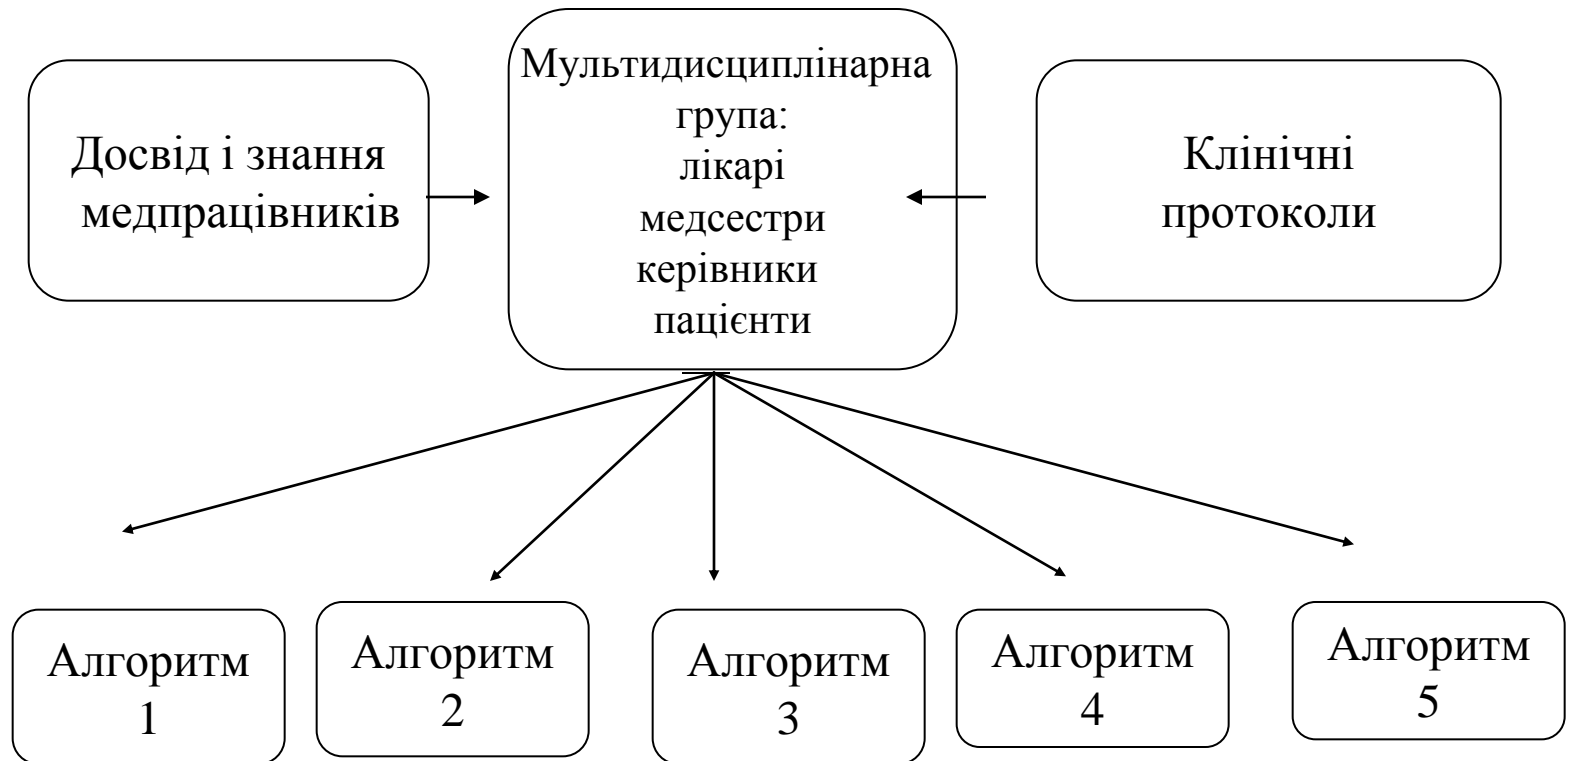 Досвід і знання
медпрацівників
Мультидисциплінарна
група:
лікарі
медсестри
керівники
пацієнти
Клінічні
протоколи
Алгоритм
1
Алгоритм
2
Алгоритм
3
Алгоритм
4
Алгоритм
5